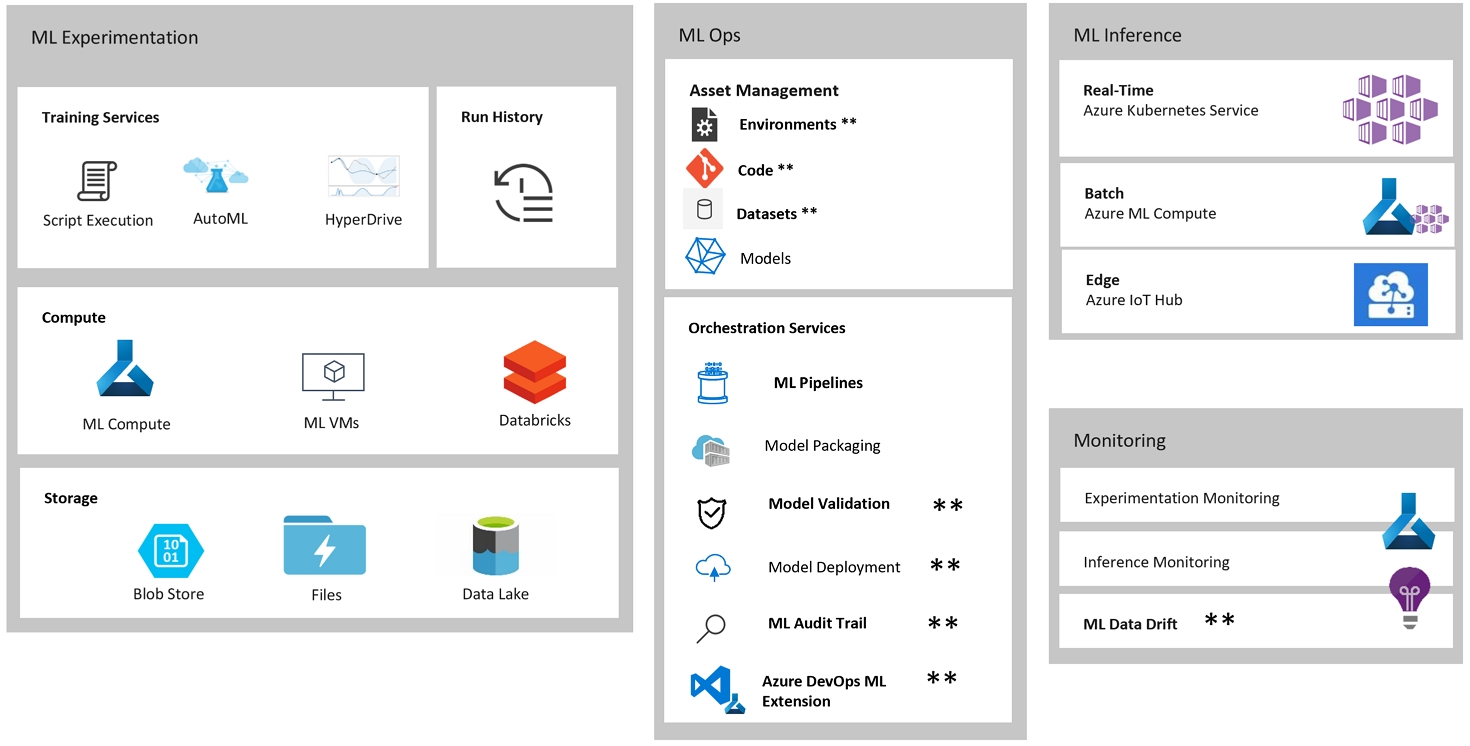 ML Experimentation
Training Services
Script Execution
AutoML
HyperDrive
Run History
Compute
ML Compute
ML VMs
Databricks
Storage
10
01
Blob Store
Files
Data Lake
ML Ops
Asset Management
Environments **
Code **
Datasets **
Models
Orchestration Services
ML Pipelines
Model Packaging
Model Validation **
Model Deployment **
ML Audit Trail **
Azure DevOps ML **
Extension
ML Inference
Real-Time
Azure Kubernetes Service
Batch
Azure ML Compute
Edge
Azure IoT Hub
Monitoring
Experimentation Monitoring
Inference Monitoring
ML Data Drift **